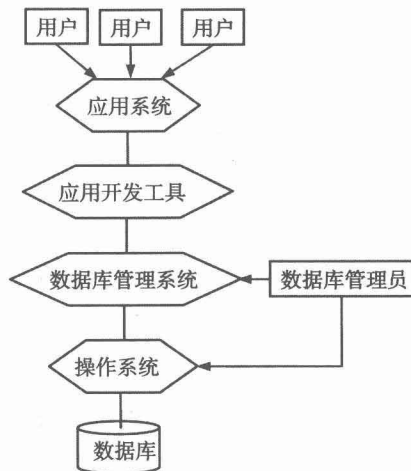 用户 用户 用户
应用系统
应用开发工具
数据库管理系统 数据库管理员
操作系统
数据库